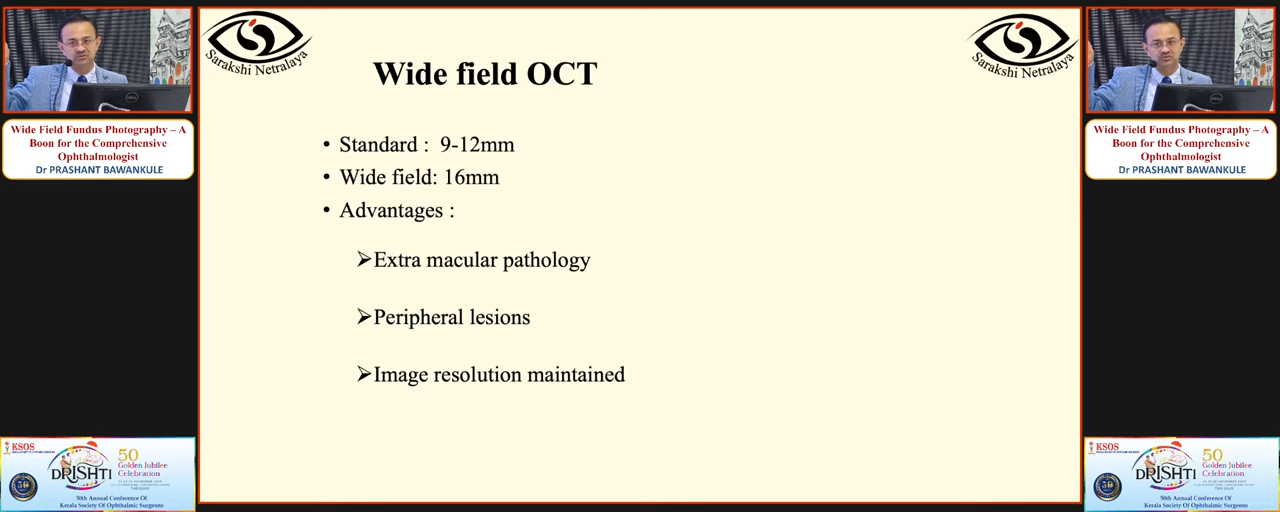 Sarakshi Netralaya
Wide field OCT
Sarakshi Netralaya
• Standard : 9-12mm
• Wide field: 16mm
• Advantages :
➢Extra macular pathology
➢Peripheral lesions
➢Image resolution maintained
DELL
Wide Field Fundus Photography – A
Boon for the Comprehensive
Ophthalmologist
Dr PRASHANT BAWANKULE
KSOS
DRISHTI
50
Golden Jubilee
Celebration
50th Annual Conference Of
Kerala Society Of Ophthalmic Surgeons
DELL
Wide Field Fundus Photography – A
Boon for the Comprehensive
Ophthalmologist
Dr PRASHANT BAWANKULE
KSOS
DRISHTI
50
Golden Jubilee
Celebration
50th Annual Conference Of
Kerala Society Of Ophthalmic Surgeons